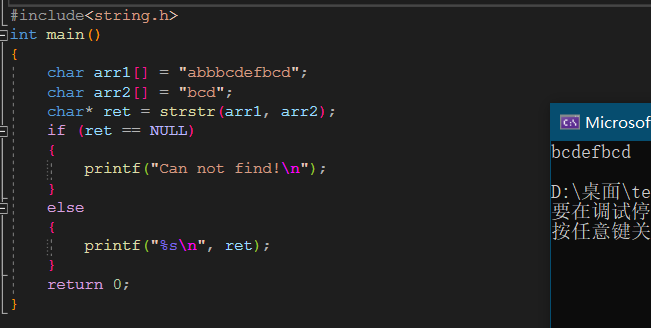 #include<string.h>
int main()
{
    char arr1[] = "abbbcdefbcd";
    char arr2[] = "bcd";
    char* ret = strstr(arr1, arr2);
    if (ret == NULL)
    {
        printf("Can not find!\n");
    }
    else
    {
        printf("%s\n", ret);
    }
    return 0;
}
Microsof
bcdefbcd
D:\桌面\te
要在调试停
按任意键关